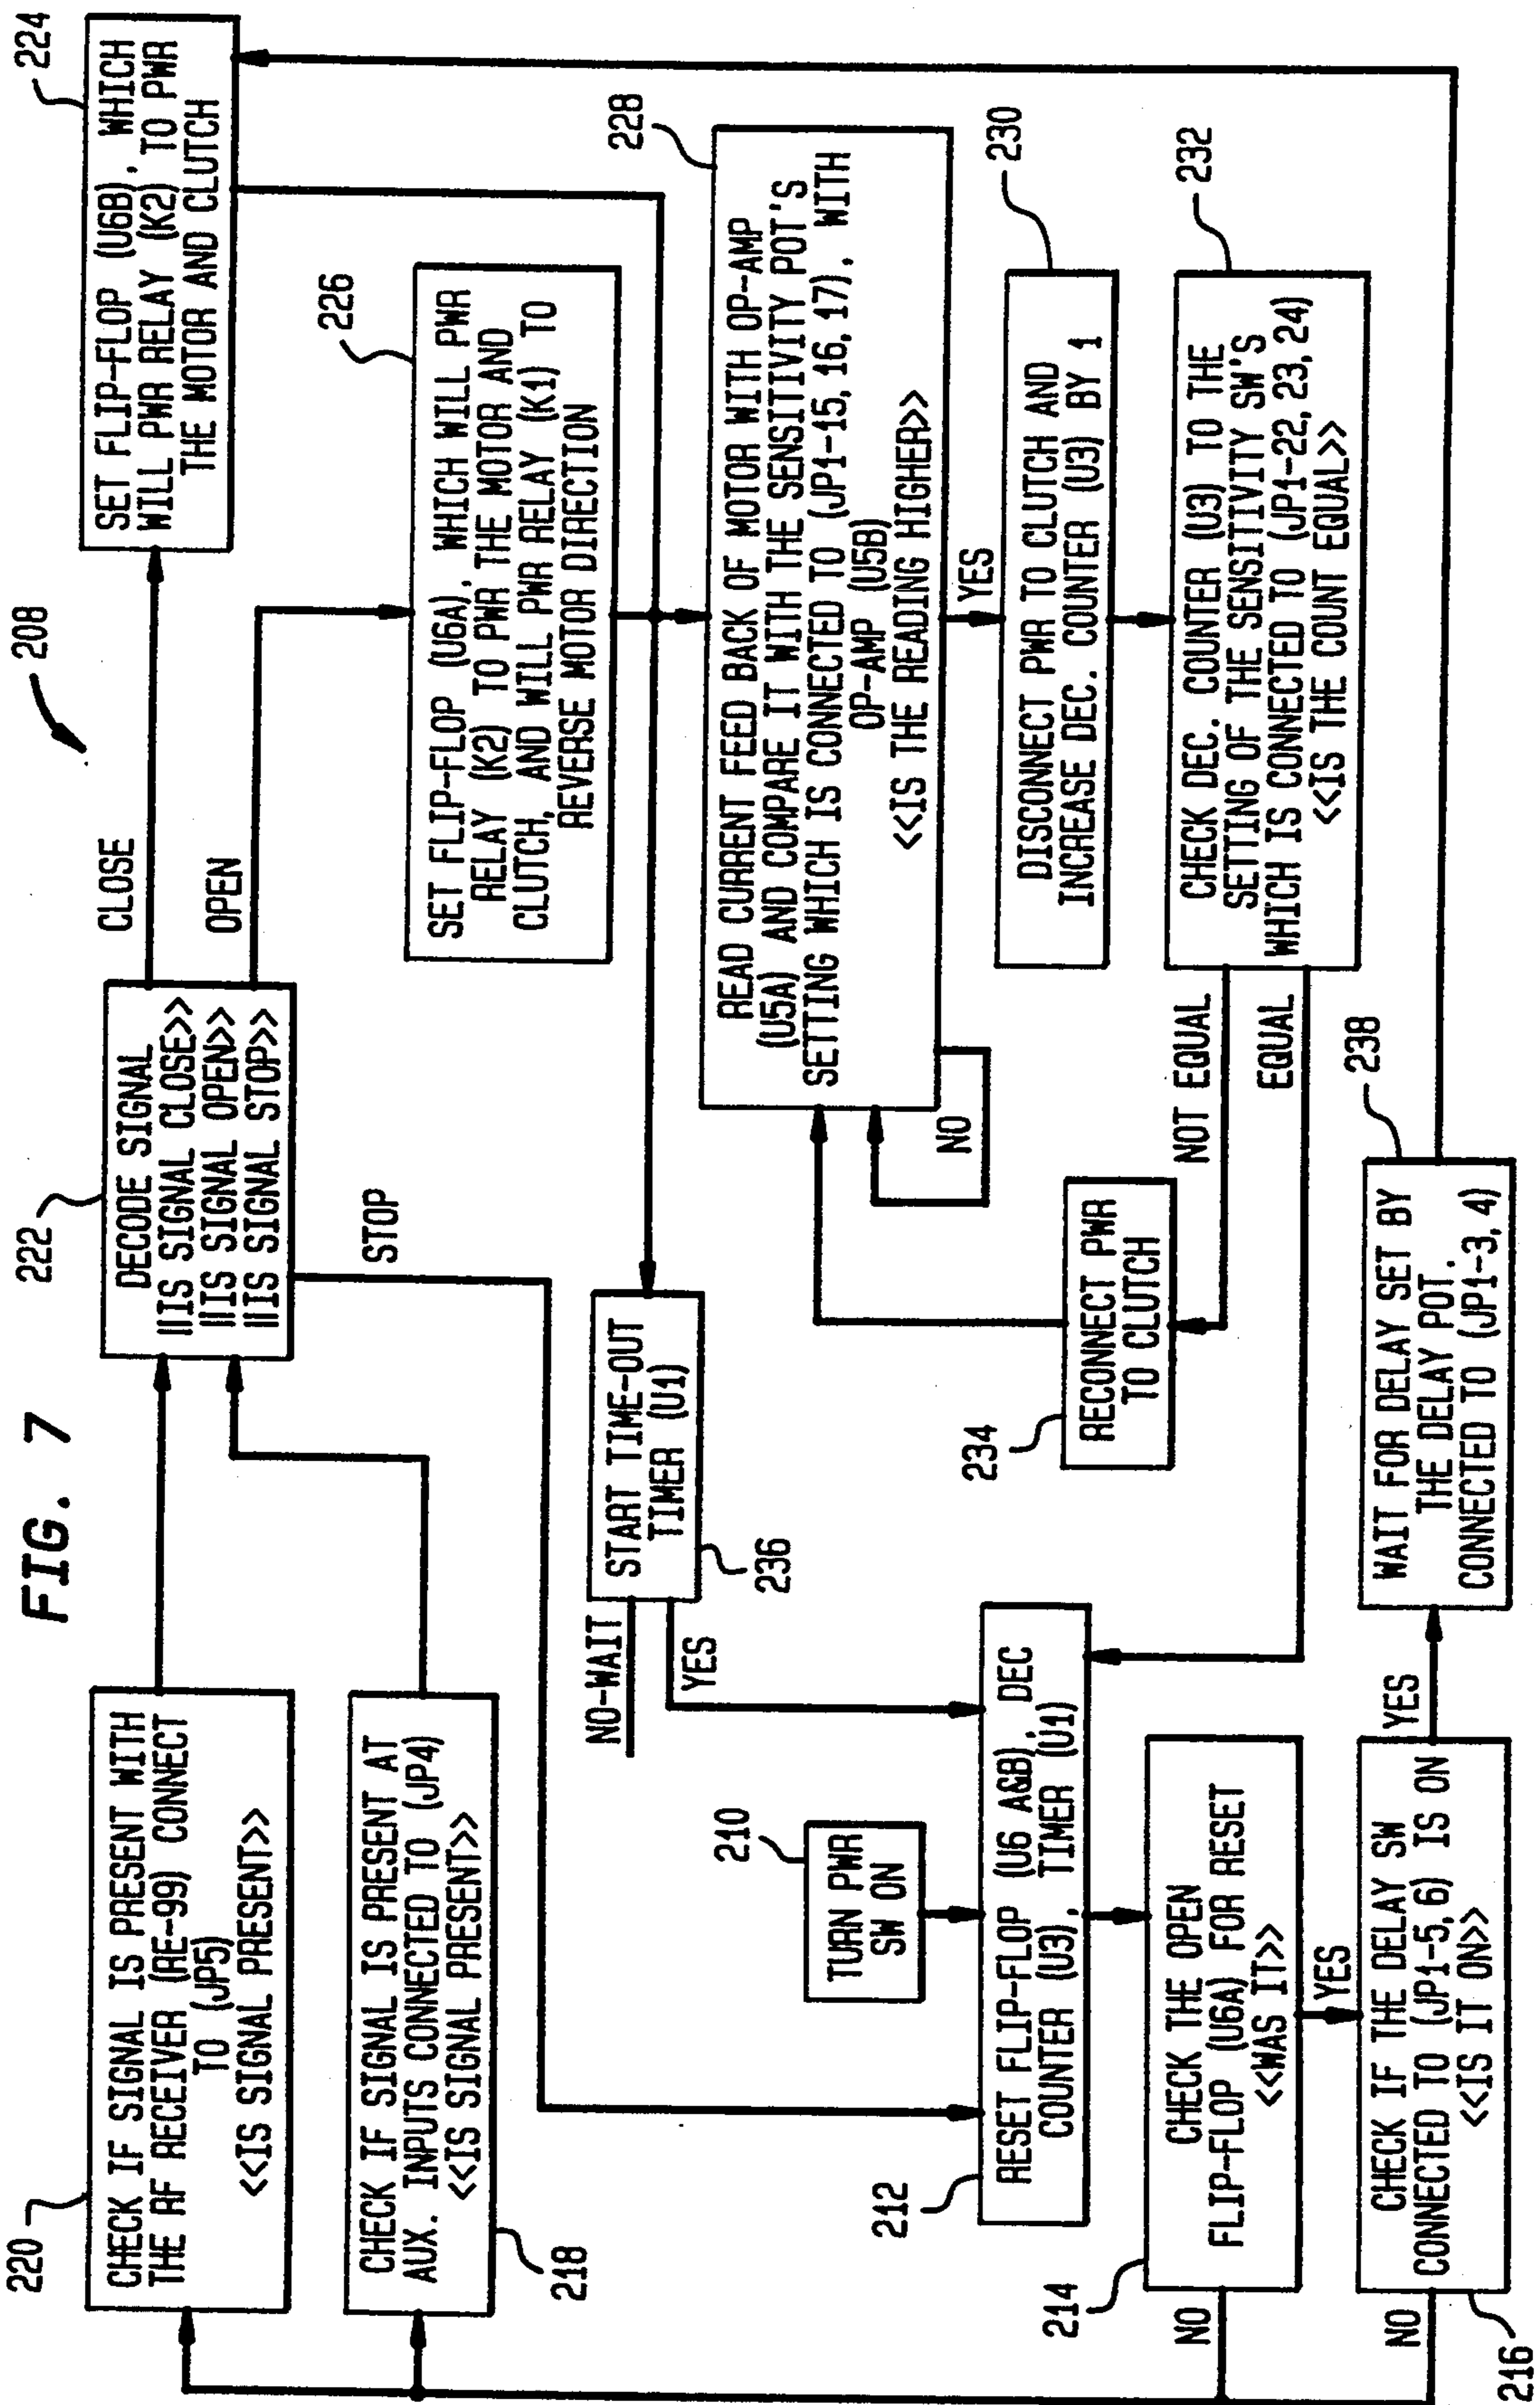 FIG. 7
208
220
CHECK IF SIGNAL IS PRESENT WITH
THE RF RECEIVER (RE-99) CONNECT
TO (JP5)
<<IS SIGNAL PRESENT>>
CHECK IF SIGNAL IS PRESENT AT
AUX. INPUTS CONNECTED TO (JP4)
<<IS SIGNAL PRESENT>>
218
222
DECODE SIGNAL
||IS SIGNAL CLOSE>>
||IS SIGNAL OPEN>>
||IS SIGNAL STOP>>
CLOSE
OPEN
STOP
224
SET FLIP-FLOP (U6B), WHICH
WILL PWR RELAY (K2) TO PWR
THE MOTOR AND CLUTCH
226
SET FLIP-FLOP (U6A), WHICH WILL PWR
RELAY (K2) TO PWR THE MOTOR AND
CLUTCH, AND WILL PWR RELAY (K1) TO
REVERSE MOTOR DIRECTION
NO-WAIT
START TIME-OUT
TIMER (U1)
YES
236
228
READ CURRENT FEED BACK OF MOTOR WITH OP-AMP
(U5A) AND COMPARE IT WITH THE SENSITIVITY POT'S
SETTING WHICH IS CONNECTED TO (JP1-15, 16, 17), WITH
OP-AMP (U5B)
<<IS THE READING HIGHER>>
NO
YES
210
TURN PWR
SW ON
212
RESET FLIP-FLOP (U6 A&B), DEC
COUNTER (U3), TIMER (U1)
230
DISCONNECT PWR TO CLUTCH AND
INCREASE DEC. COUNTER (U3) BY 1
234
RECONNECT PWR
TO CLUTCH
232
CHECK DEC. COUNTER (U3) TO THE
SETTING OF THE SENSITIVITY SW'S
WHICH IS CONNECTED TO (JP1-22, 23, 24)
<<IS THE COUNT EQUAL>>
NOT EQUAL
EQUAL
214
CHECK THE OPEN
FLIP-FLOP (U6A) FOR RESET
<<WAS IT>>
NO
YES
CHECK IF THE DELAY SW
CONNECTED TO (JP1-5, 6) IS ON
<<IS IT ON>>
NO
YES
216
238
WAIT FOR DELAY SET BY
THE DELAY POT.
CONNECTED TO (JP1-3, 4)